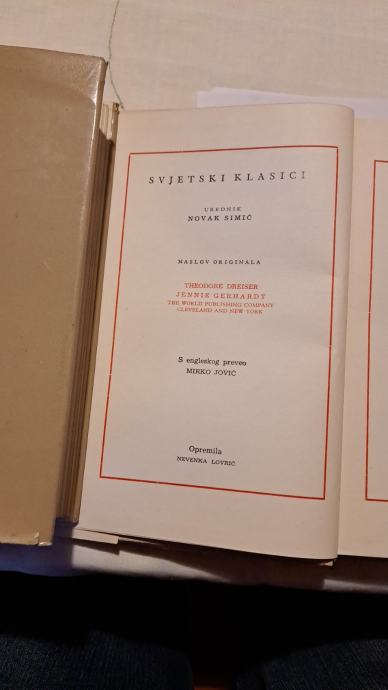 SVJETSKI KLASICI
UREDNIK
NOVAK SIMIĆ
NASLOV ORIGINALA
THEODORE DREISER
JENNIE GERHARDT
THE WORLD PUBLISHING COMPANY
CLEVELAND AND NEW YORK
S engleskog preveo
MIRKO JOVIĆ
Opremila
NEVENKA LOVRIĆ